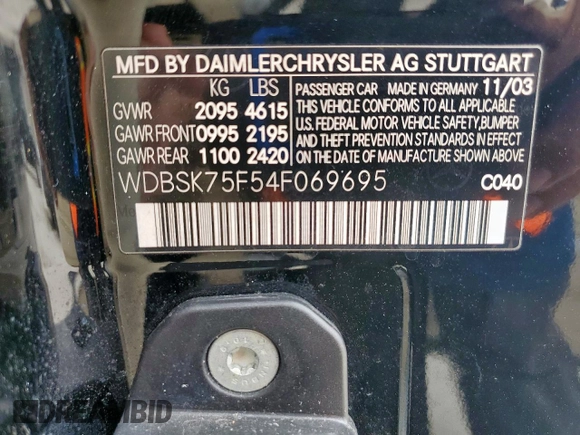 MFD BY DAIMLERCHRYSLER AG STUTTGART
KG LBS
GVWR 2095 4615
GAWR FRONT 0995 2195
GAWR REAR 1100 2420
PASSENGER CAR MADE IN GERMANY 11/03
THIS VEHICLE CONFORMS TO ALL APPLICABLE
U.S. FEDERAL MOTOR VEHICLE SAFETY, BUMPER
AND THEFT PREVENTION STANDARDS IN EFFECT
ON THE DATE OF MANUFACTURE SHOWN ABOVE.
WDBSK75F54F069695 C040
DREAMBID